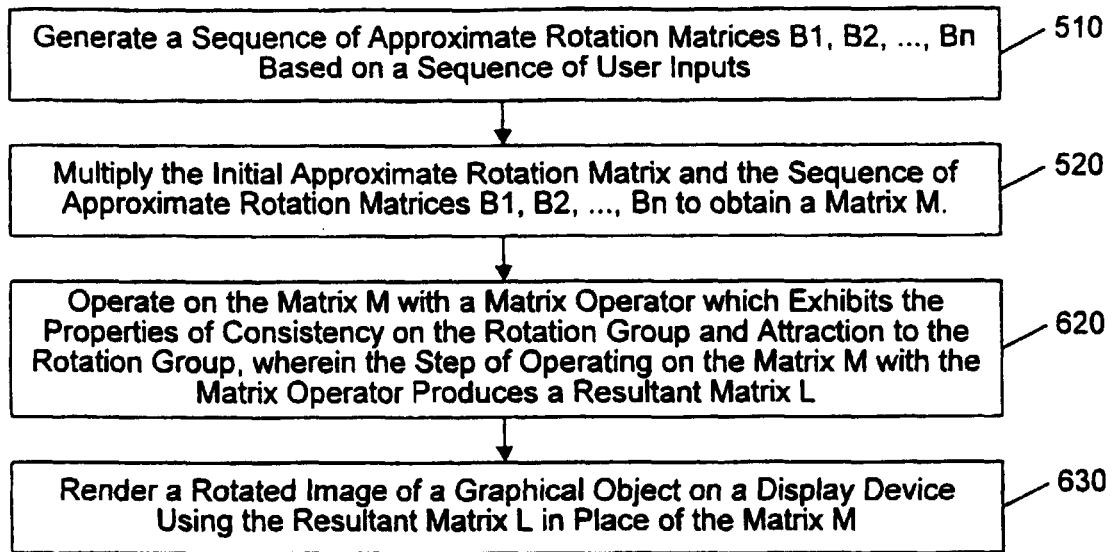 Generate a Sequence of Approximate Rotation Matrices B1, B2, ..., Bn
Based on a Sequence of User Inputs
510
Multiply the Initial Approximate Rotation Matrix and the Sequence of
Approximate Rotation Matrices B1, B2, ..., Bn to obtain a Matrix M.
520
Operate on the Matrix M with a Matrix Operator which Exhibits the
Properties of Consistency on the Rotation Group and Attraction to the
Rotation Group, wherein the Step of Operating on the Matrix M with the
Matrix Operator Produces a Resultant Matrix L
620
Render a Rotated Image of a Graphical Object on a Display Device
Using the Resultant Matrix L in Place of the Matrix M
630